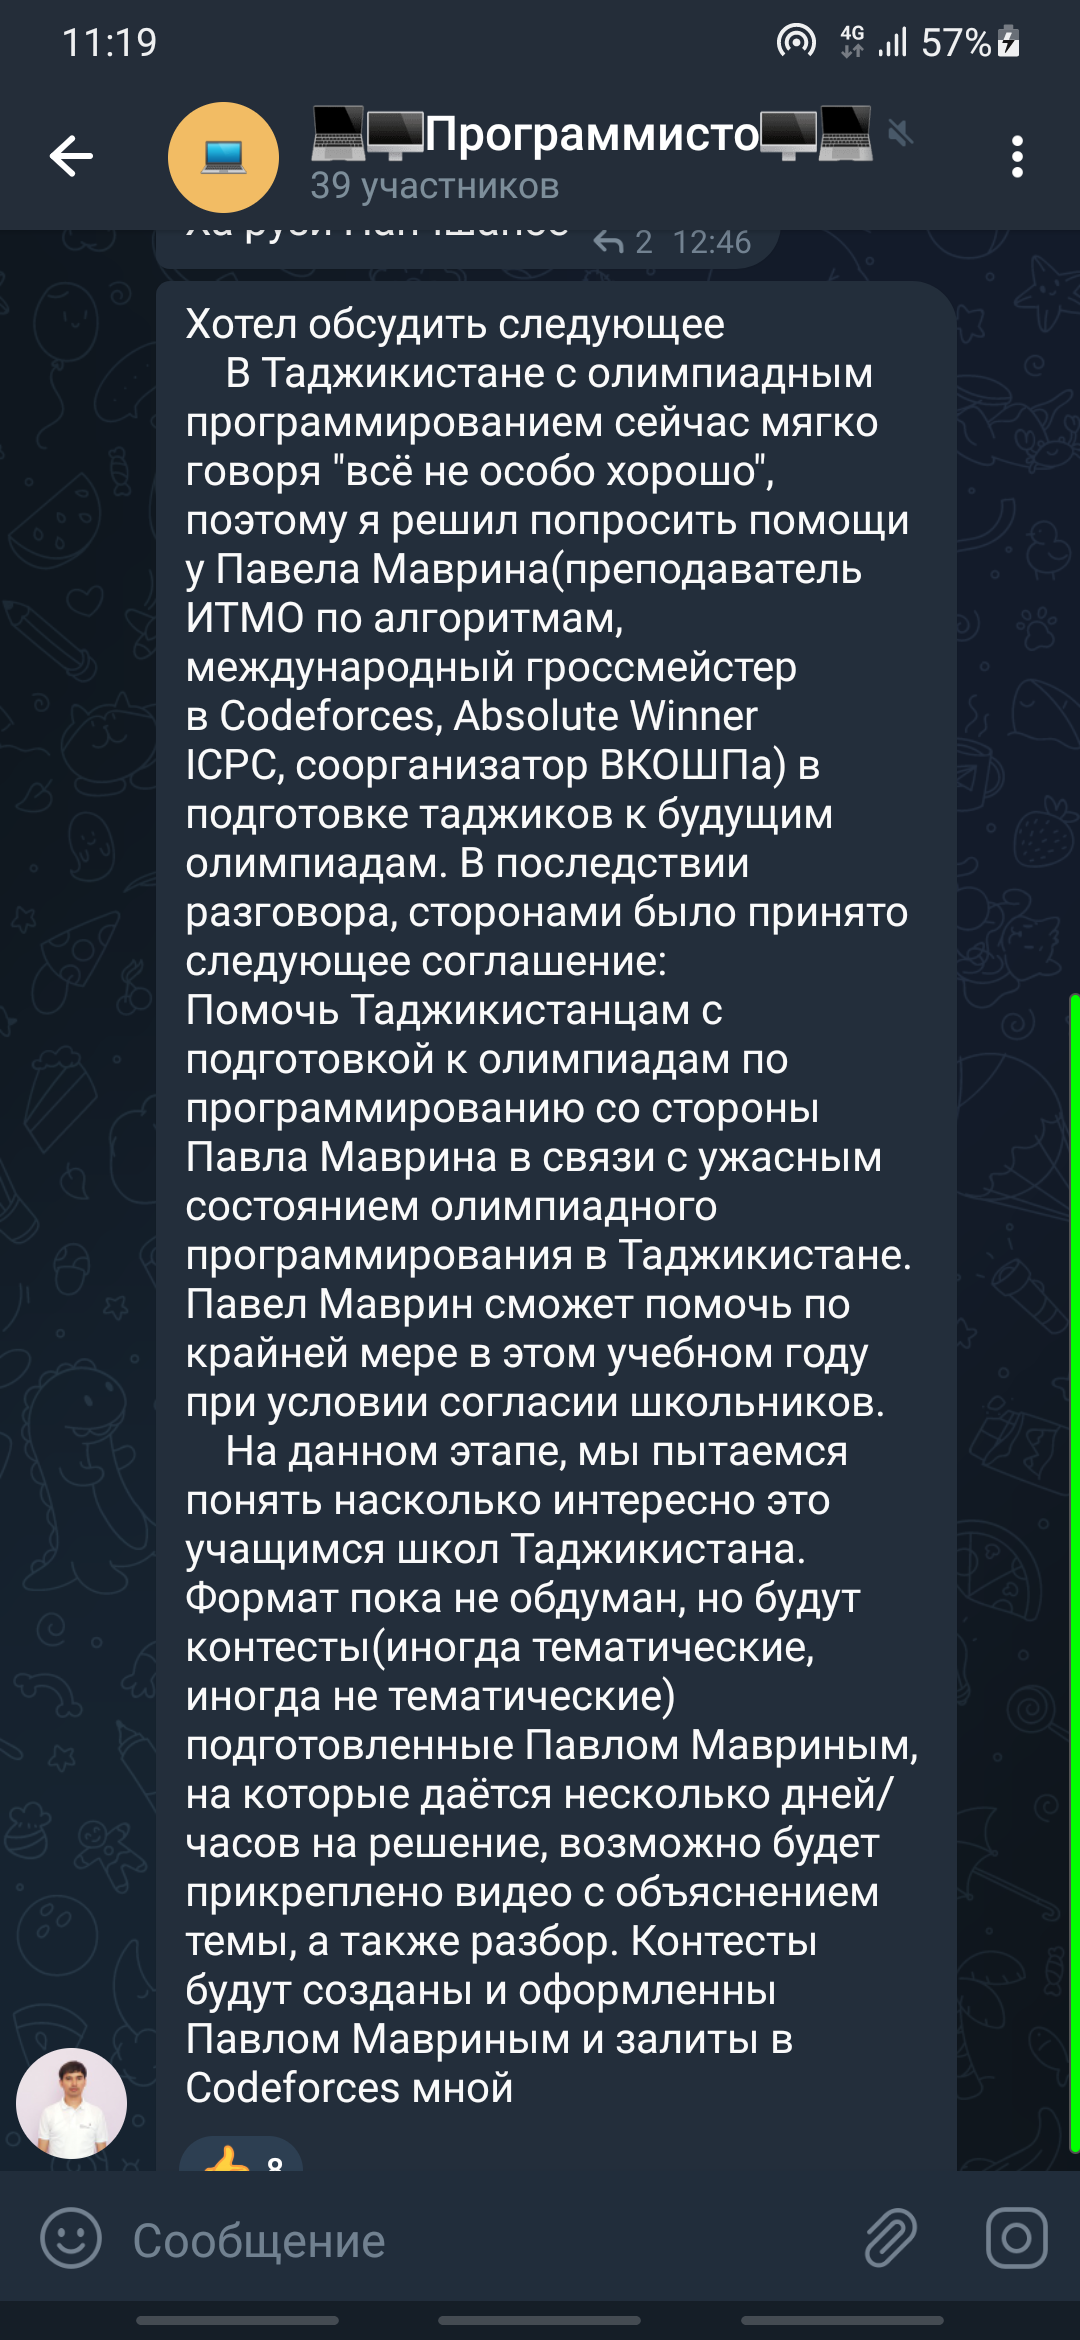 11:19
4G 57%
Программисто
39 участников
2 12:46
Хотел обсудить следующее
В Таджикистане с олимпиадным
программированием сейчас мягко
говоря "всё не особо хорошо",
поэтому я решил попросить помощи
у Павела Маврина(преподаватель
ИТМО по алгоритмам,
международный гроссмейстер
в Codeforces, Absolute Winner
ICPC, соорганизатор ВКОШПа) в
подготовке таджиков к будущим
олимпиадам. В последствии
разговора, сторонами было принято
следующее соглашение:
Помочь Таджикистанцам с
подготовкой к олимпиадам по
программированию со стороны
Павла Маврина в связи с ужасным
состоянием олимпиадного
программирования в Таджикистане.
Павел Маврин сможет помочь по
крайней мере в этом учебном году
при условии согласии школьников.
На данном этапе, мы пытаемся
понять насколько интересно это
учащимся школ Таджикистана.
Формат пока не обдуман, но будут
контесты(иногда тематические,
иногда не тематические)
подготовленные Павлом Мавриным,
на которые даётся несколько дней/
часов на решение, возможно будет
прикреплено видео с объяснением
темы, а также разбор. Контесты
будут созданы и оформленны
Павлом Мавриным и залиты в
Codeforces мной
8
Сообщение